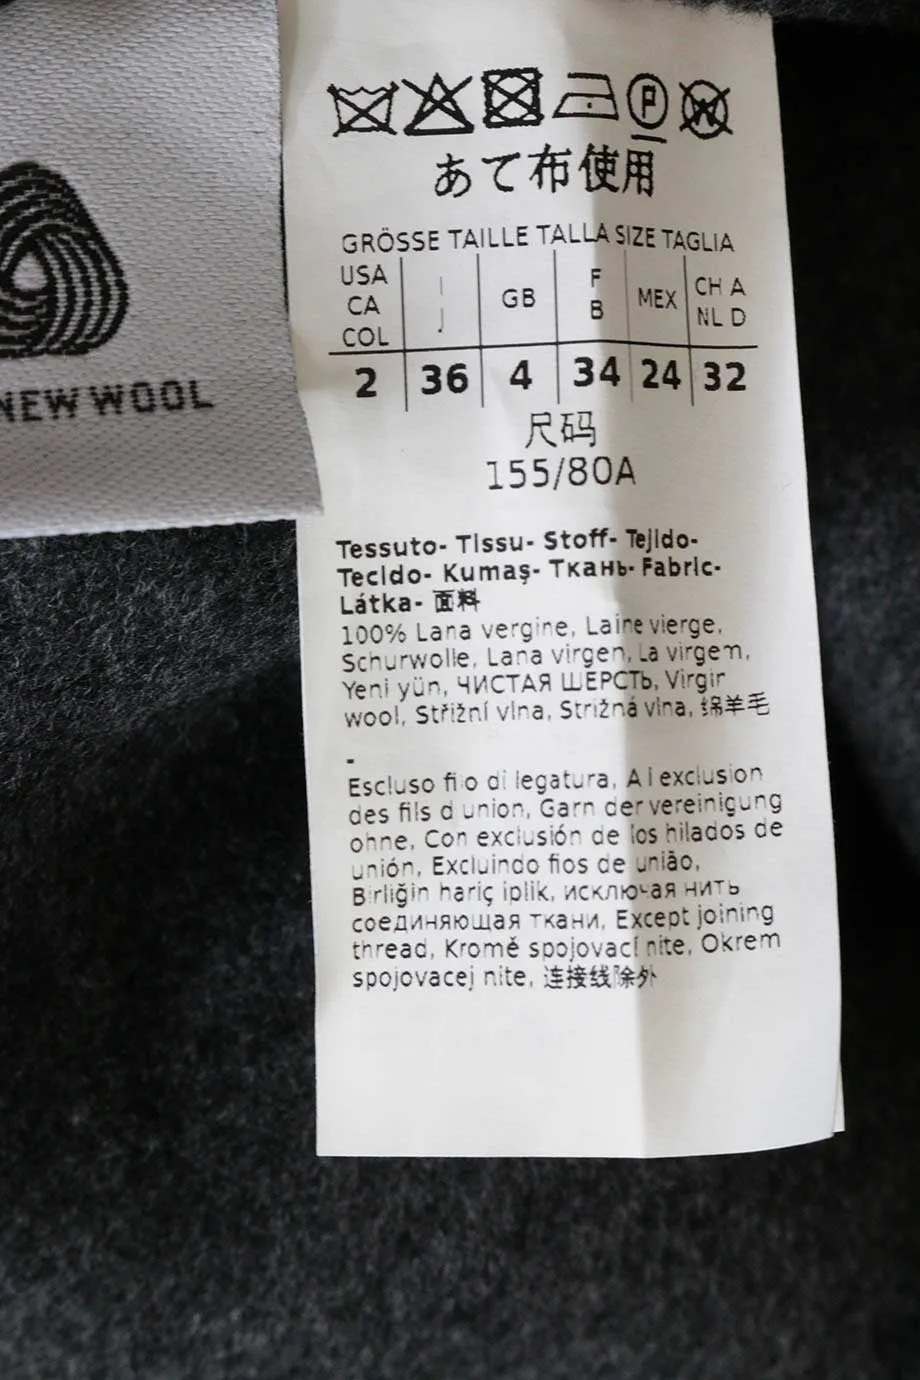 NEW WOOL
あて布使用
GRÖSSE TAILLE TALLA SIZE TAGLIA
USA CA COL I J GB F B MEX CH A NL D
2 36 4 34 24 32
尺码
155/80A
Tessuto- Tissu- Stoff- Tejido-
Tecido- Kumaş- Ткань- Fabric-
Látka- 面料
100% Lana vergine, Laine vierge,
Schurwolle, Lana virgen, La virgem,
Yeni yün, ЧИСТАЯ ШЕРСТЬ, Virgin
wool, Střižní vlna, Strižná vlna, 绵羊毛
-
Escluso filo di legatura, A l exclusion
des fils d union, Garn der vereinigung
ohne, Con exclusión de los hilados de
unión, Excluindo fios de união,
Birliğin hariç iplik, исключая нить
соединяющая ткани, Except joining
thread, Kromě spojovací nite, Okrem
spojovacej nite, 连接线除外